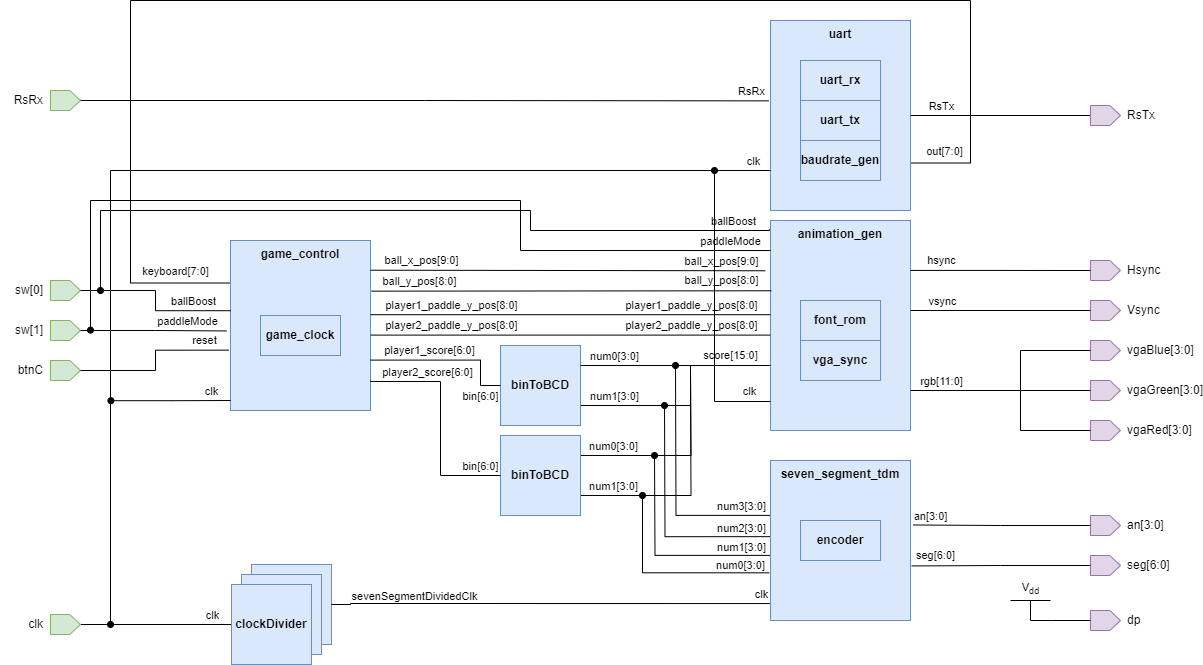 uart
uart_rx
RsRx
RsRx
uart_tx
RsTx
RsTx
clk
baudrate_gen
out[7:0]
ballBoost
game_control
paddleMode
animation_gen
keyboard[7:0]
ball_x_pos[9:0]
ball_x_pos[9:0]
hsync
Hsync
sw[0]
ball_y_pos[8:0]
ball_y_pos[8:0]
ballBoost
player1_paddle_y_pos[8:0]
player1_paddle_y_pos[8:0]
vsync
Vsync
sw[1]
paddleMode
game_clock
player2_paddle_y_pos[8:0]
player2_paddle_y_pos[8:0]
font_rom
reset
player1_score[6:0]
num0[3:0]
score[15:0]
vga_sync
vgaBlue[3:0]
btnC
player2_score[6:0]
binToBCD
rgb[11:0]
vgaGreen[3:0]
clk
bin[6:0]
num1[3:0]
clk
vgaRed[3:0]
num0[3:0]
bin[6:0]
binToBCD
seven_segment_tdm
num1[3:0]
num3[3:0]
an[3:0]
an[3:0]
num2[3:0]
encoder
num1[3:0]
seg[6:0]
seg[6:0]
num0[3:0]
Vdd
sevenSegmentDividedClk
clk
clk
clk
clockDivider
dp